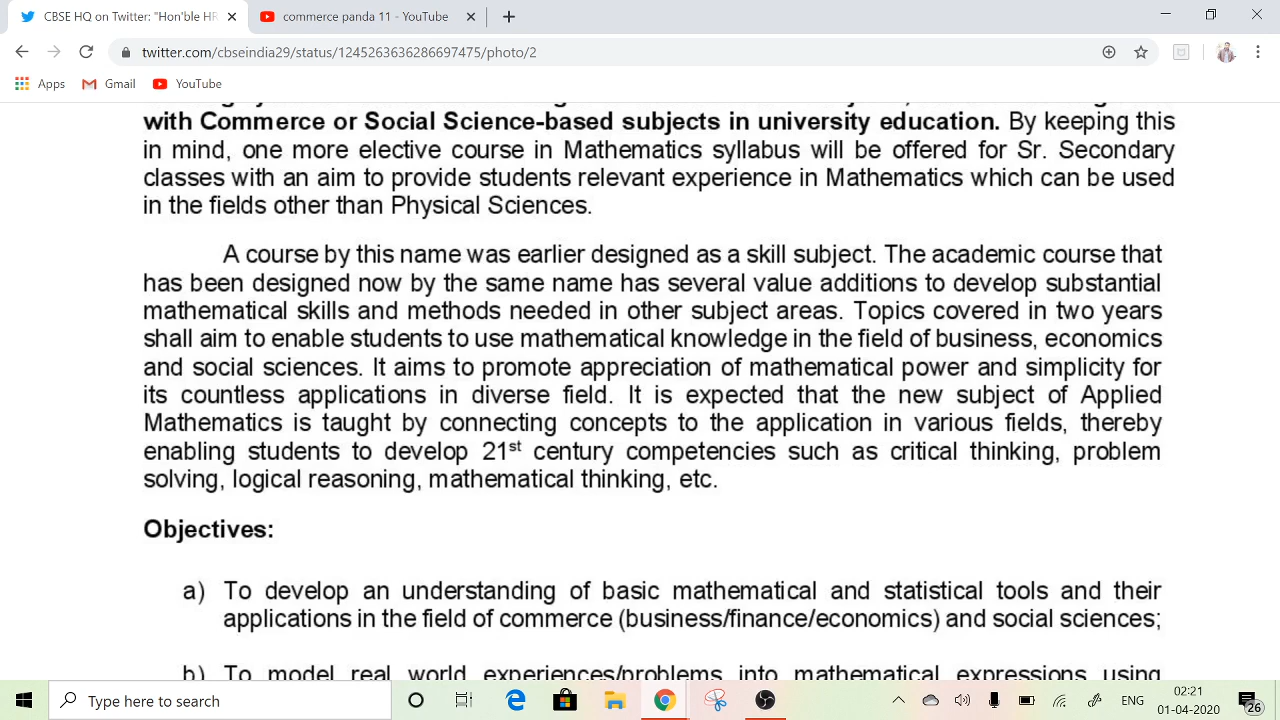 CBSE HQ on Twitter: "Hon'ble HR
commerce panda 11 - YouTube
twitter.com/cbseindia29/status/1245263636286697475/photo/2
Apps Gmail YouTube
with Commerce or Social Science-based subjects in university education. By keeping this
in mind, one more elective course in Mathematics syllabus will be offered for Sr. Secondary
classes with an aim to provide students relevant experience in Mathematics which can be used
in the fields other than Physical Sciences.
A course by this name was earlier designed as a skill subject. The academic course that
has been designed now by the same name has several value additions to develop substantial
mathematical skills and methods needed in other subject areas. Topics covered in two years
shall aim to enable students to use mathematical knowledge in the field of business, economics
and social sciences. It aims to promote appreciation of mathematical power and simplicity for
its countless applications in diverse field. It is expected that the new subject of Applied
Mathematics is taught by connecting concepts to the application in various fields, thereby
enabling students to develop 21st century competencies such as critical thinking, problem
solving, logical reasoning, mathematical thinking, etc.
Objectives:
a) To develop an understanding of basic mathematical and statistical tools and their
applications in the field of commerce (business/finance/economics) and social sciences;
b) To model real world experiences/problems into mathematical expressions using
Type here to search
ENG
02:21
01-04-2020
26